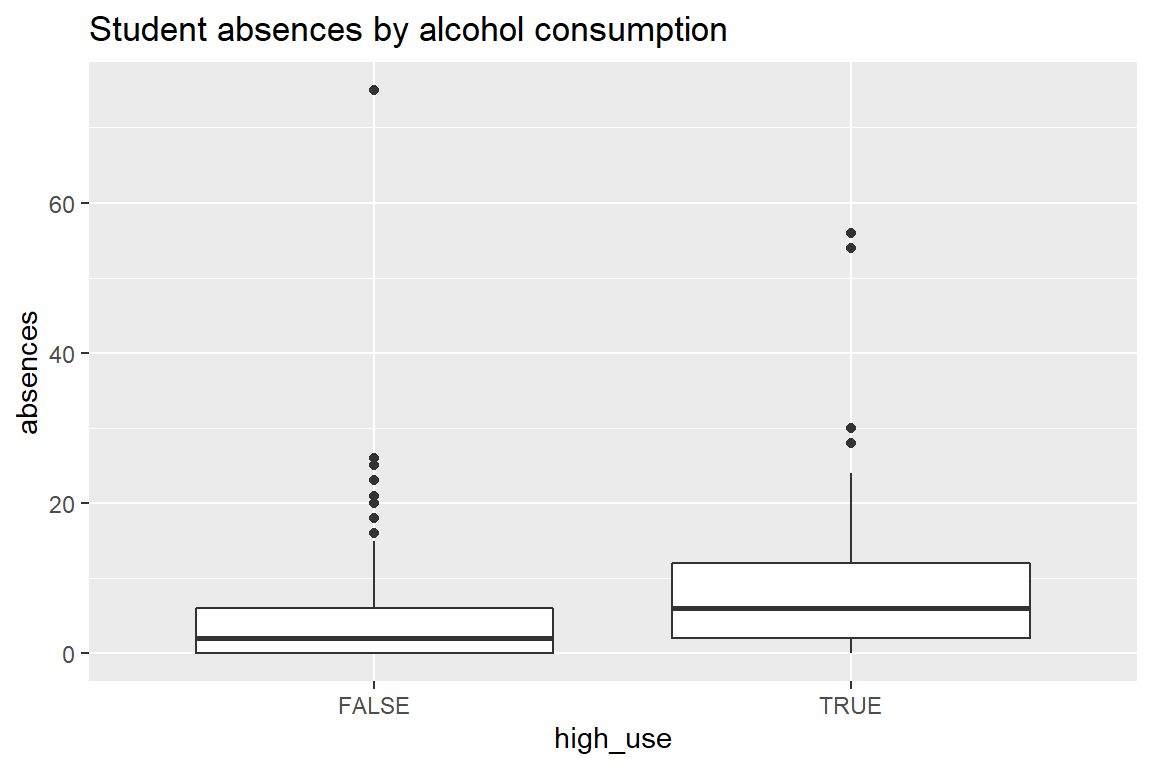 Student absences by alcohol consumption
absences
60
40
20
0
FALSE TRUE
high_use